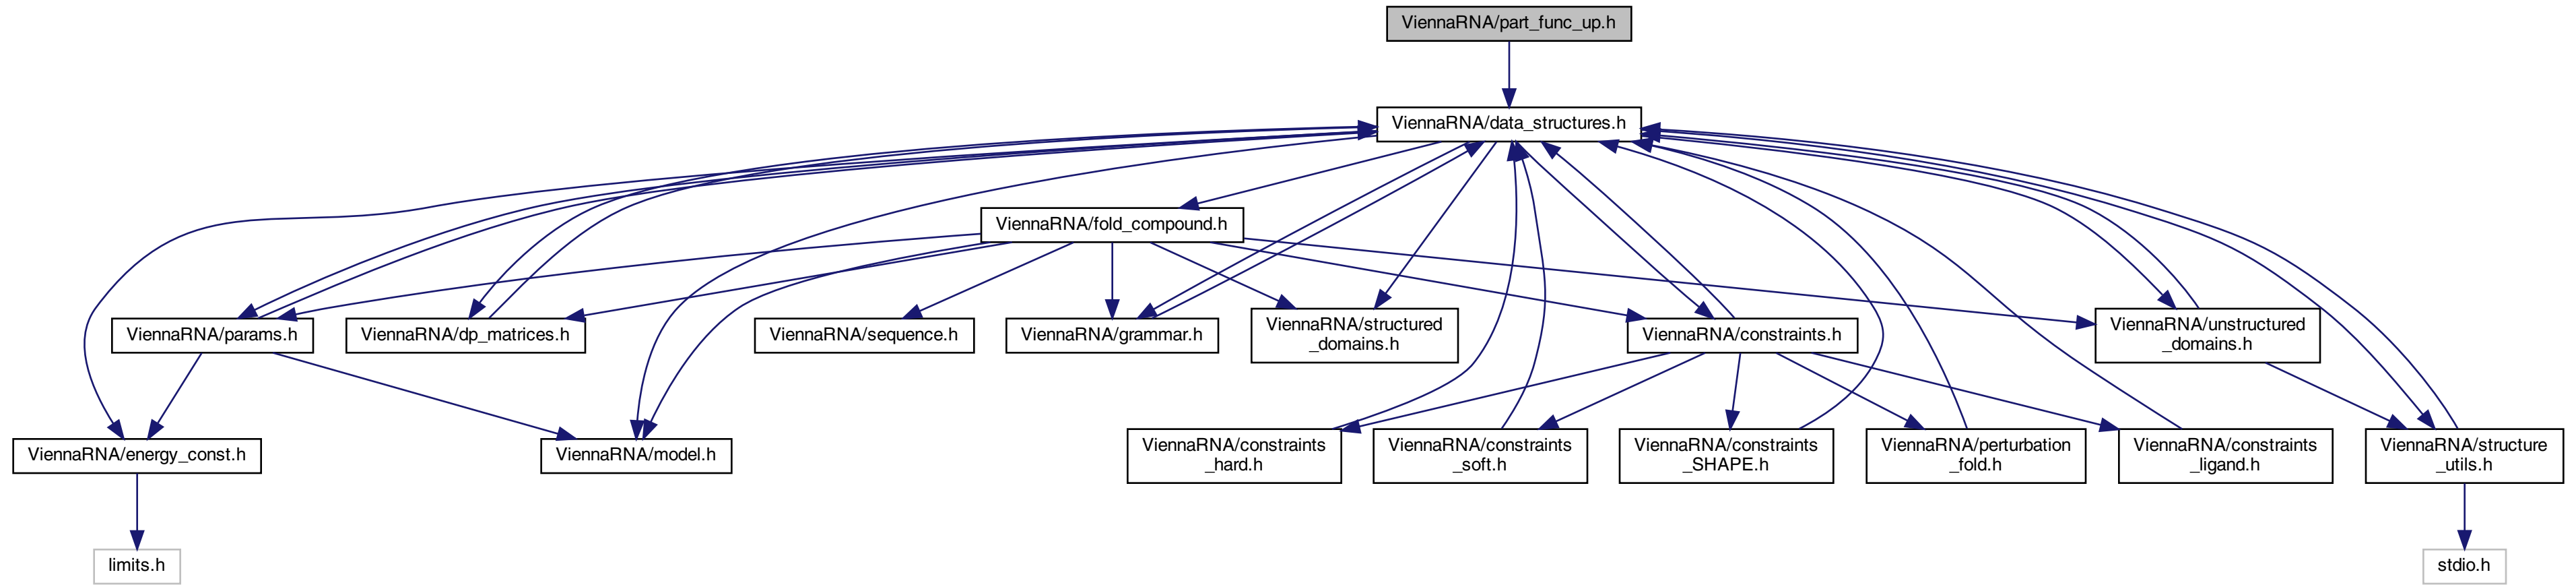 ViennaRNA/part_func_up.h
ViennaRNA/data_structures.h
ViennaRNA/fold_compound.h
ViennaRNA/params.h
ViennaRNA/dp_matrices.h
ViennaRNA/sequence.h
ViennaRNA/grammar.h
ViennaRNA/structured
_domains.h
ViennaRNA/constraints.h
ViennaRNA/unstructured
_domains.h
ViennaRNA/energy_const.h
ViennaRNA/model.h
ViennaRNA/constraints
_hard.h
ViennaRNA/constraints
_soft.h
ViennaRNA/constraints
_SHAPE.h
ViennaRNA/perturbation
_fold.h
ViennaRNA/constraints
_ligand.h
ViennaRNA/structure
_utils.h
limits.h
stdio.h